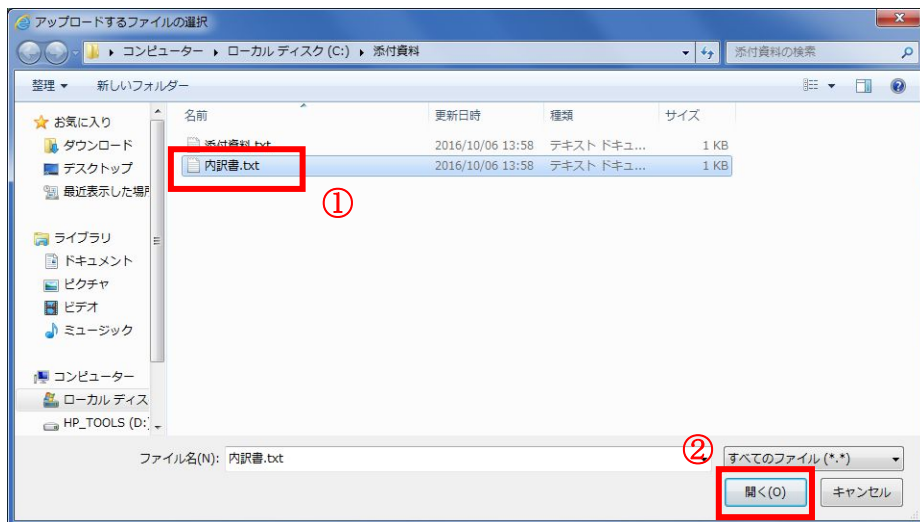 アップロードするファイルの選択
コンピューター ▸ ローカル ディスク (C:) ▸ 添付資料
添付資料の検索
整理 ▼ 新しいフォルダー
名前 更新日時 種類 サイズ
添付資料.txt 2016/10/06 13:58 テキスト ドキュ... 1 KB
内訳書.txt 2016/10/06 13:58 テキスト ドキュ... 1 KB
①
お気に入り
ダウンロード
デスクトップ
最近表示した場所
ライブラリ
ドキュメント
ピクチャ
ビデオ
ミュージック
コンピューター
ローカル ディス
HP_TOOLS (D:)
ファイル名(N): 内訳書.txt
②
すべてのファイル (*.*)
開く(O) キャンセル